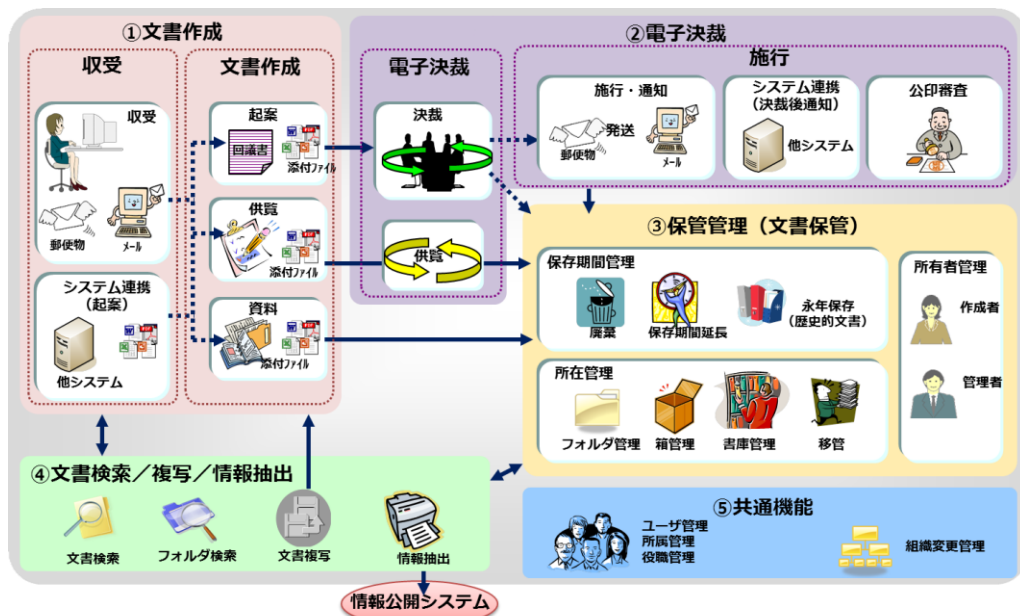 ①文書作成
収受
収受
郵便物
メール
システム連携
(起案)
他システム
文書作成
起案
回議書
添付ファイル
供覧
添付ファイル
資料
添付ファイル
②電子決裁
電子決裁
決裁
供覧
施行
施行・通知
発送
郵便物
メール
システム連携
(決裁後通知)
他システム
公印審査
③保管管理（文書保管）
保存期間管理
廃棄
保存期間延長
永年保存
(歴史的文書)
所在管理
フォルダ管理
箱管理
書庫管理
移管
所有者管理
作成者
管理者
④文書検索／複写／情報抽出
文書検索
フォルダ検索
文書複写
情報抽出
情報公開システム
⑤共通機能
ユーザ管理
所属管理
役職管理
組織変更管理